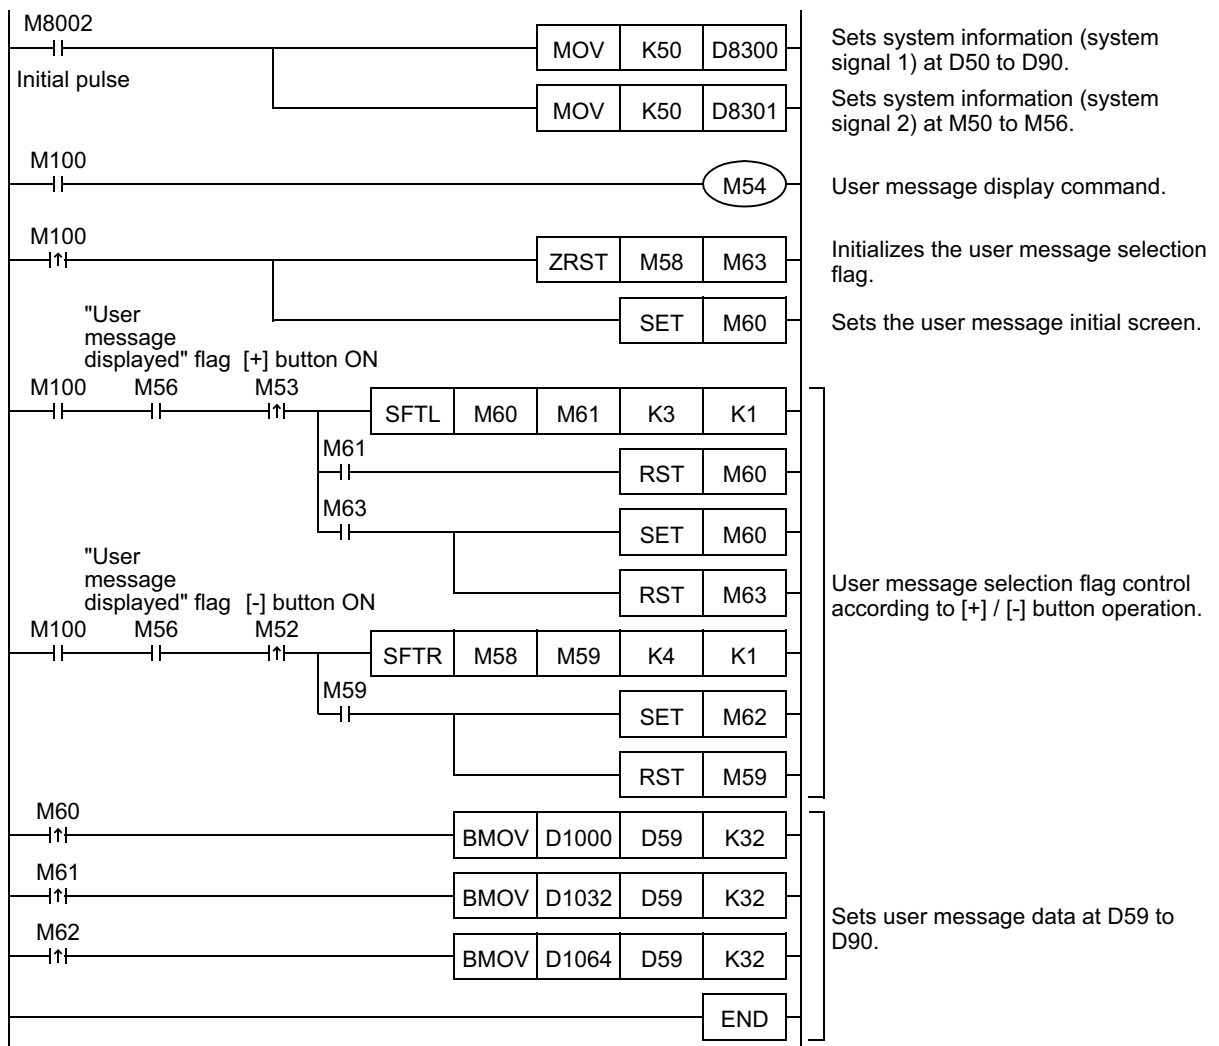 M8002
MOV K50 D8300
Sets system information (system
signal 1) at D50 to D90.
Initial pulse
MOV K50 D8301
Sets system information (system
signal 2) at M50 to M56.
M100
M54
User message display command.
M100
ZRST M58 M63
Initializes the user message selection
flag.
SET M60
Sets the user message initial screen.
"User
message
displayed" flag [+] button ON
M100 M56 M53
SFTL M60 M61 K3 K1
M61
RST M60
M63
SET M60
RST M63
"User
message
displayed" flag [-] button ON
User message selection flag control
according to [+] / [-] button operation.
M100 M56 M52
SFTR M58 M59 K4 K1
M59
SET M62
RST M59
M60
BMOV D1000 D59 K32
M61
BMOV D1032 D59 K32
M62
BMOV D1064 D59 K32
Sets user message data at D59 to
D90.
END